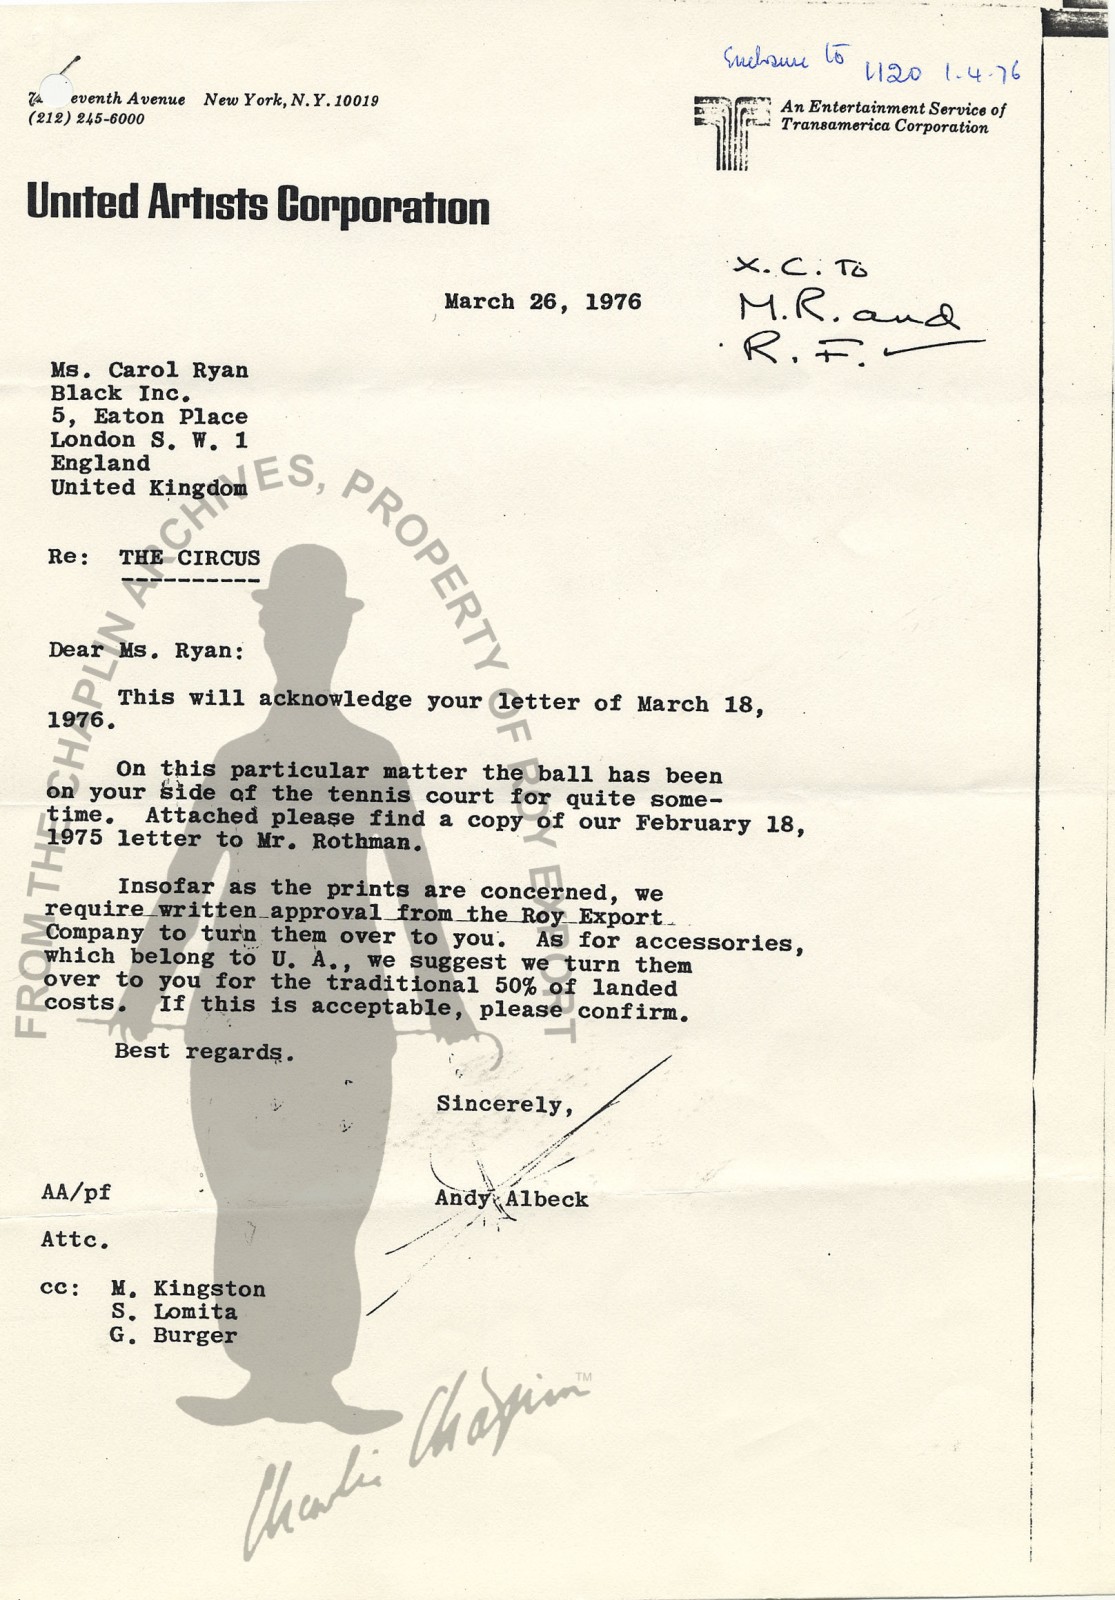 Enclosure to 1120 1-4-76
eventh Avenue New York, N.Y. 10019
(212) 245-6000
An Entertainment Service of
Transamerica Corporation
United Artists Corporation
X.C. TO
M.R. and
R.F.
March 26, 1976
Ms. Carol Ryan
Black Inc.
5, Eaton Place
London S. W. 1
England
United Kingdom
Re: THE CIRCUS
Dear Ms. Ryan:
This will acknowledge your letter of March 18,
1976.
On this particular matter the ball has been
on your side of the tennis court for quite some-
time. Attached please find a copy of our February 18,
1975 letter to Mr. Rothman.
Insofar as the prints are concerned, we
require written approval from the Roy Export
Company to turn them over to you. As for accessories,
which belong to U. A., we suggest we turn them
over to you for the traditional 50% of landed
costs. If this is acceptable, please confirm.
Best regards.
Sincerely,
Andy Albeck
AA/pf
Attc.
cc: M. Kingston
S. Lomita
G. Burger
FROM THE CHAPLIN ARCHIVES, PROPERTY OF ROY EXPORT
Charlie Chaplin TM